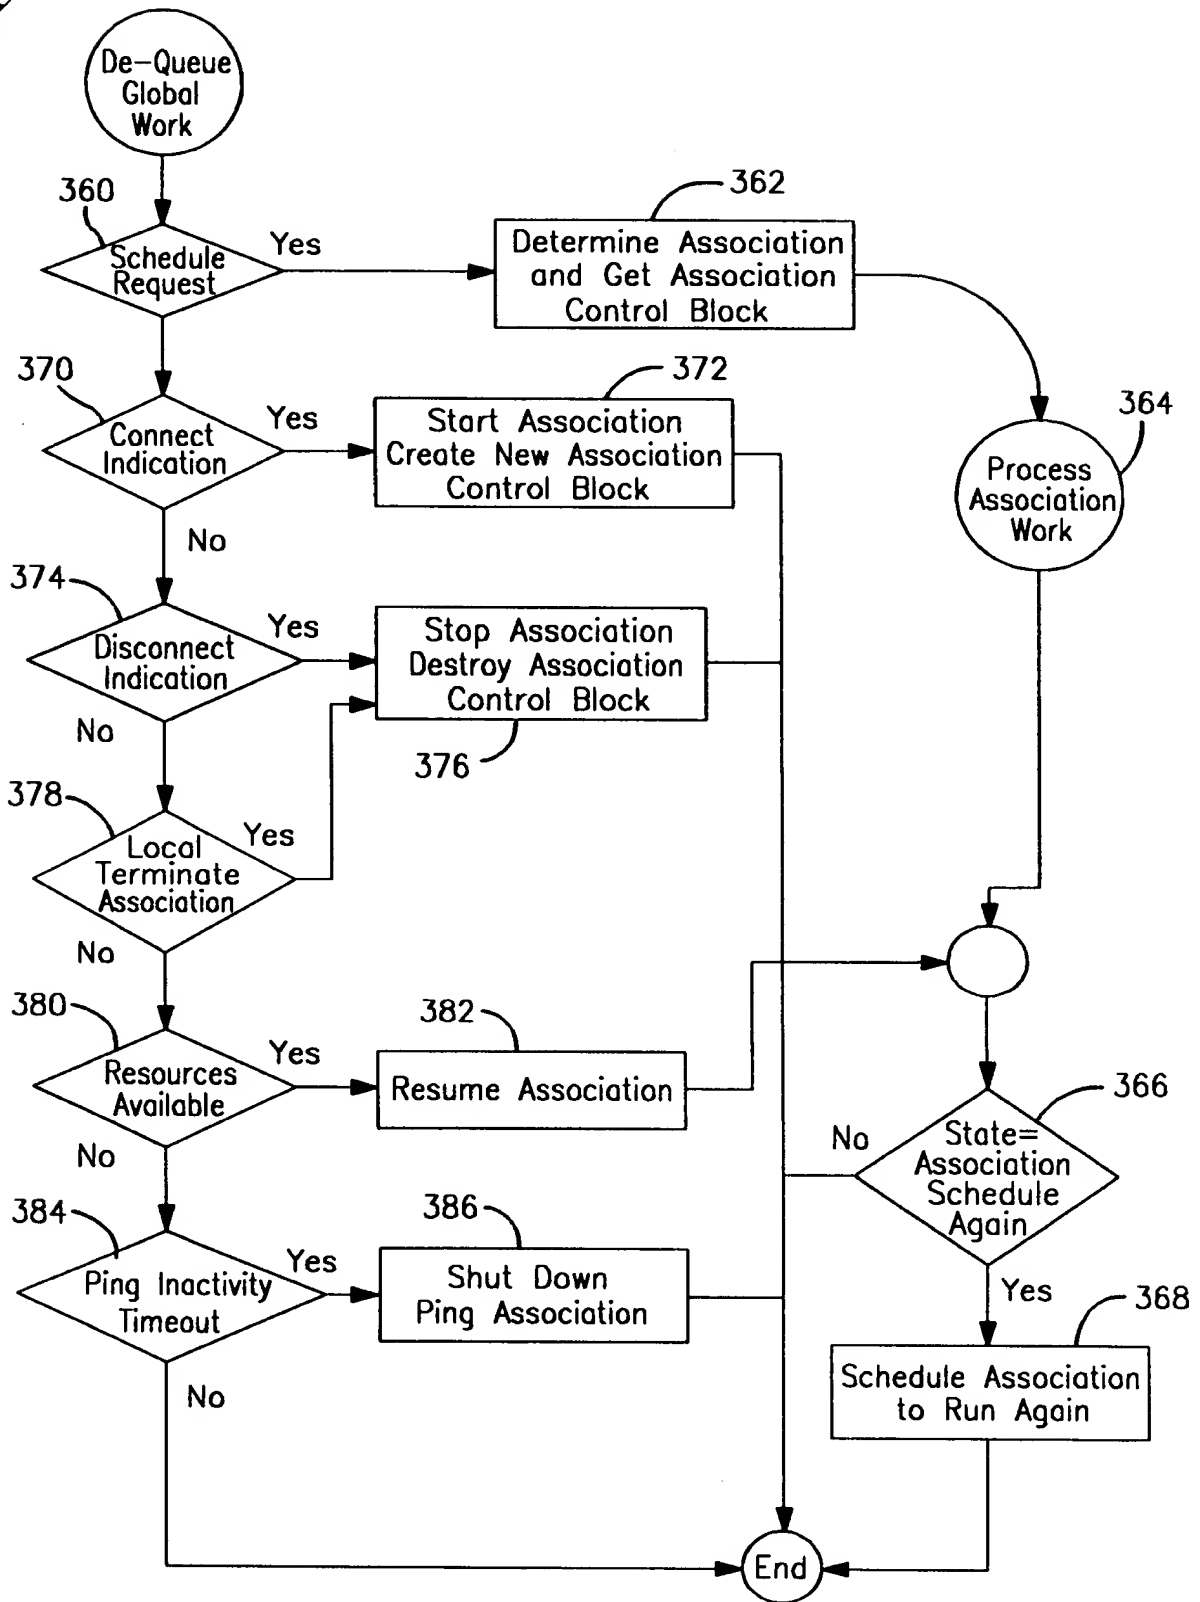 De-Queue
Global
Work
360
Schedule
Request
Yes
362
Determine Association
and Get Association
Control Block
370
Connect
Indication
Yes
372
Start Association
Create New Association
Control Block
364
Process
Association
Work
No
374
Disconnect
Indication
Yes
Stop Association
Destroy Association
Control Block
376
No
378
Local
Terminate
Association
Yes
No
380
Resources
Available
Yes
382
Resume Association
366
State=
Association
Schedule
Again
No
No
384
Ping Inactivity
Timeout
Yes
386
Shut Down
Ping Association
Yes
368
Schedule Association
to Run Again
No
End